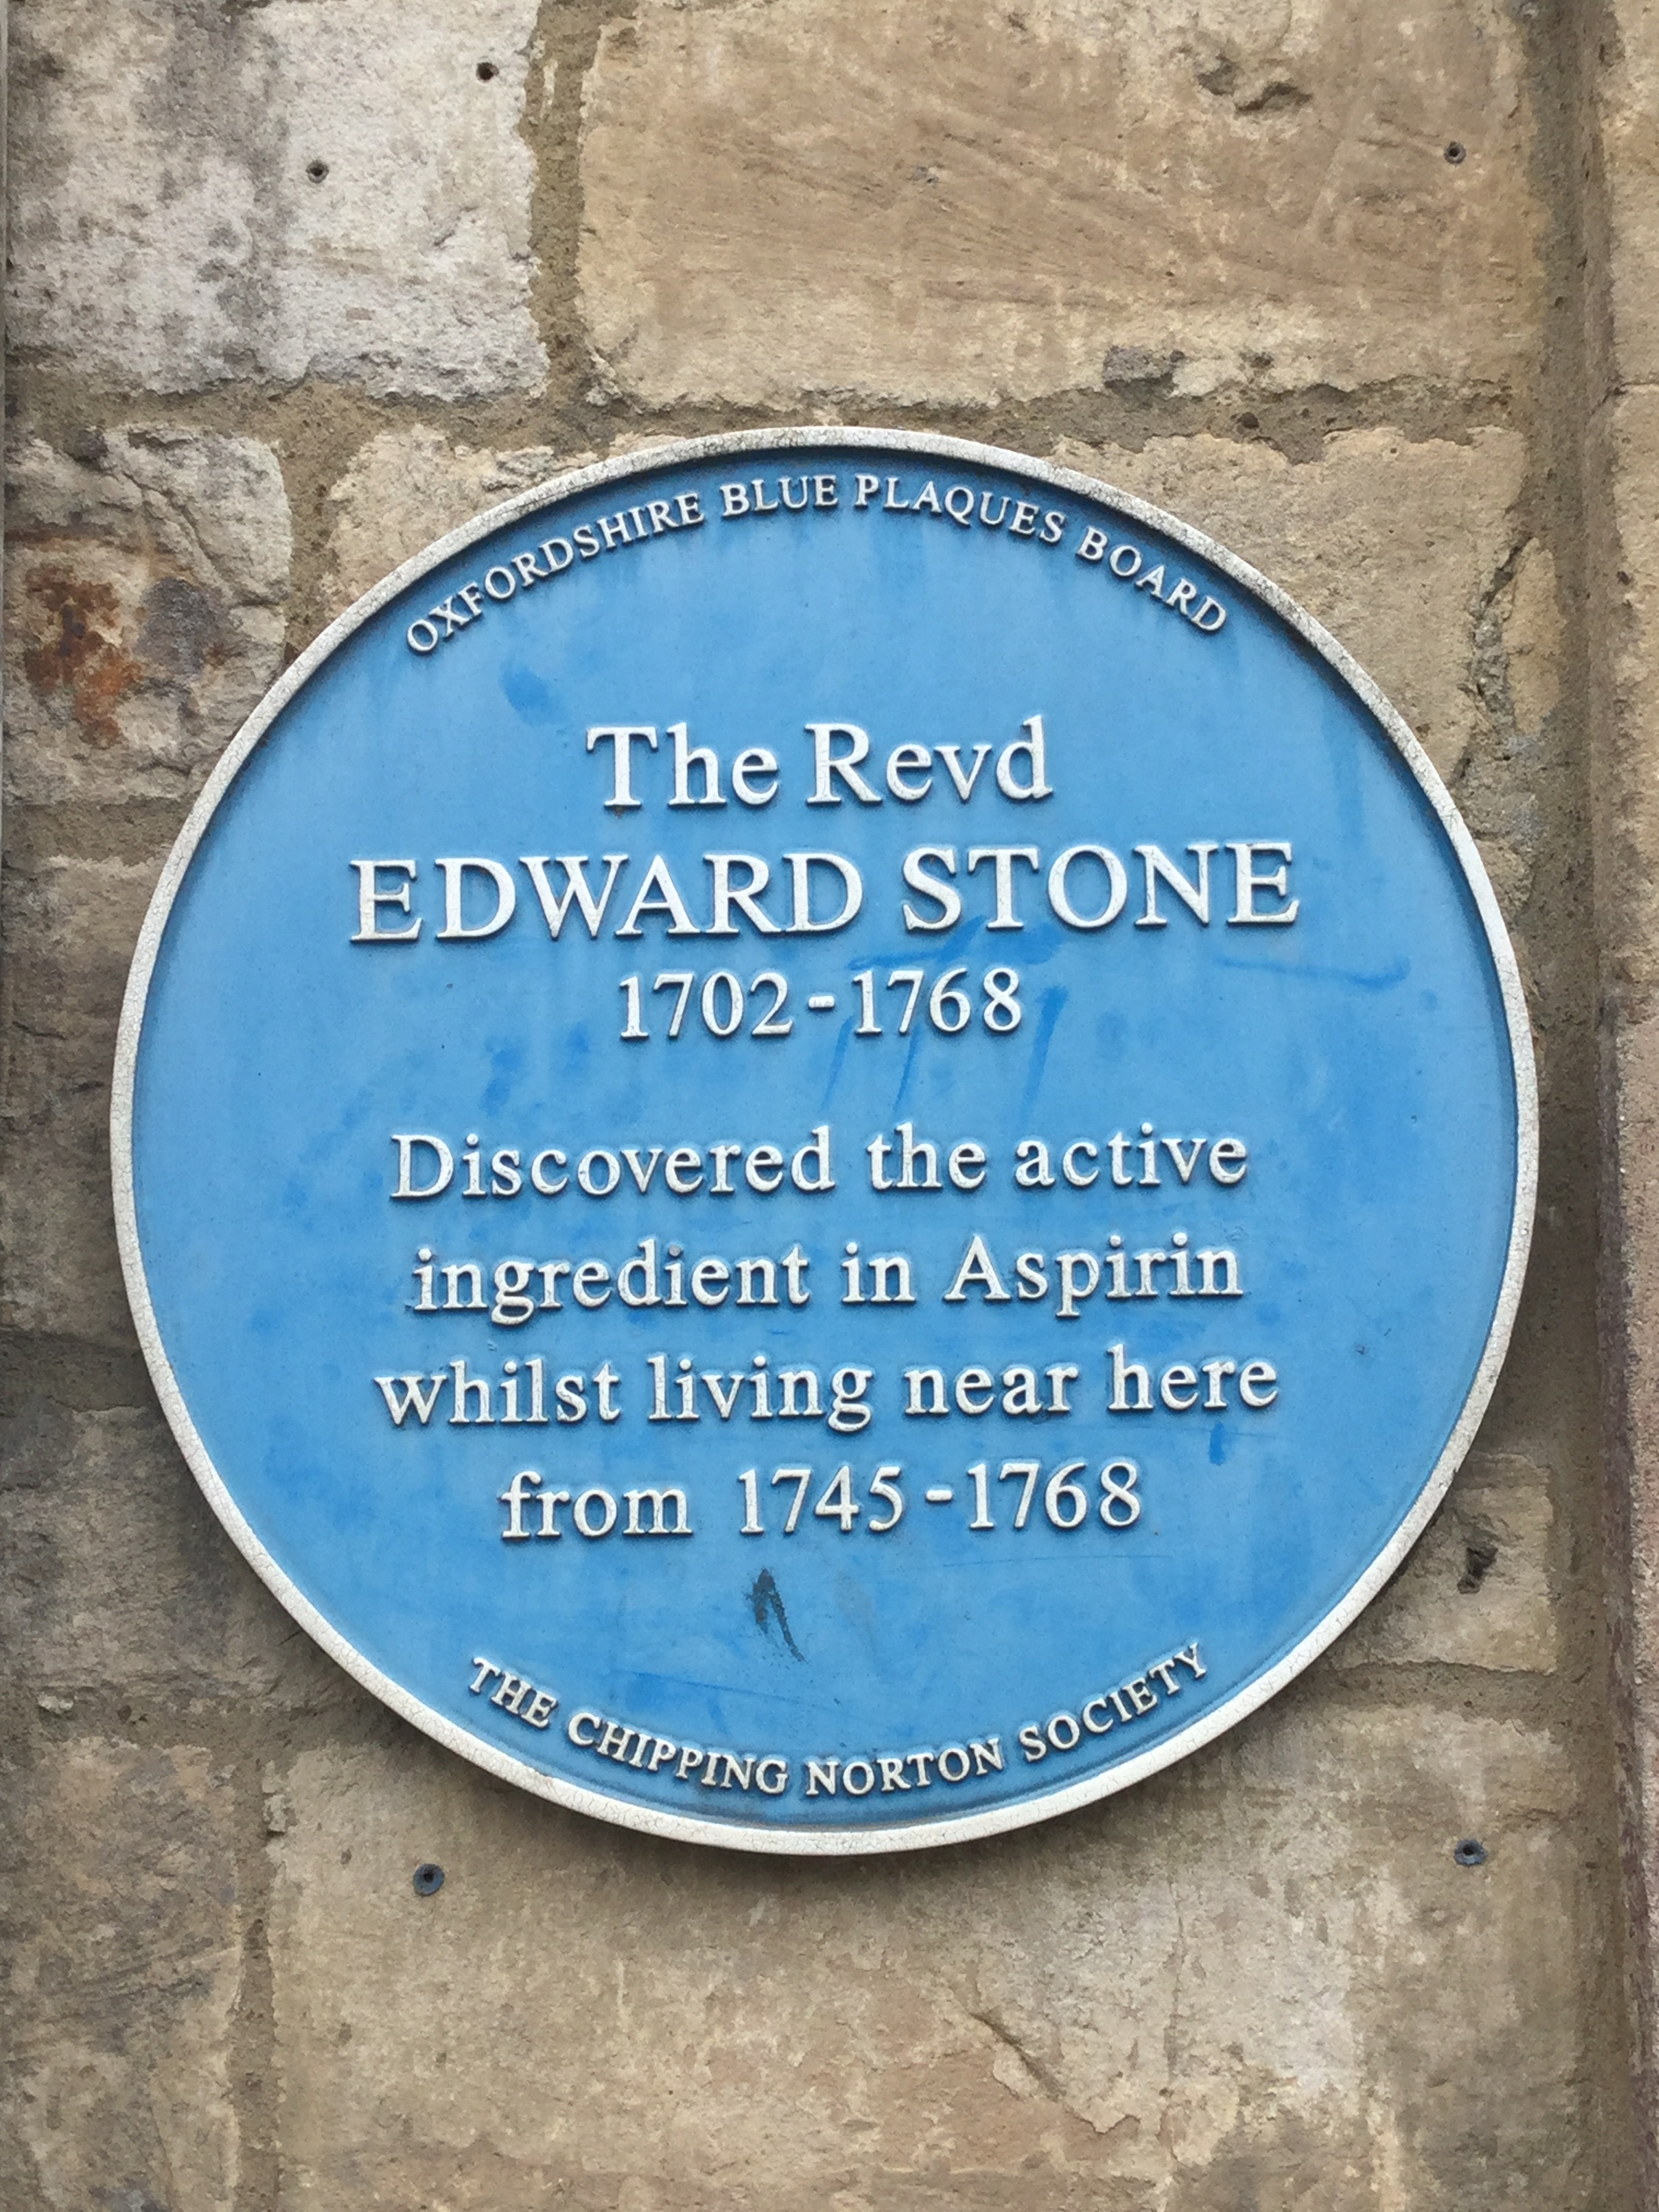 OXFORDSHIRE BLUE PLAQUES BOARD
The Revd
EDWARD STONE
1702-1768
Discovered the active
ingredient in Aspirin
whilst living near here
from 1745-1768
THE CHIPPING NORTON SOCIETY